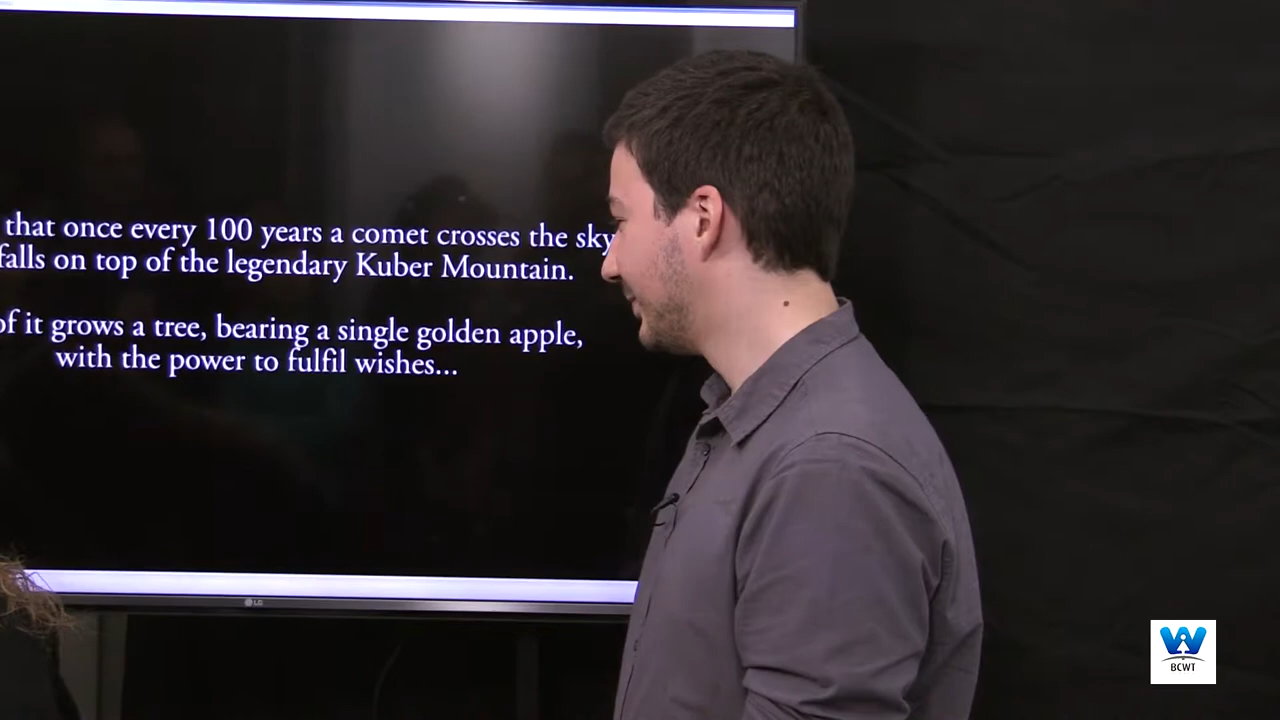 that once every 100 years a comet crosses the sky
falls on top of the legendary Kuber Mountain.
of it grows a tree, bearing a single golden apple,
with the power to fulfil wishes...
LG
BCWT